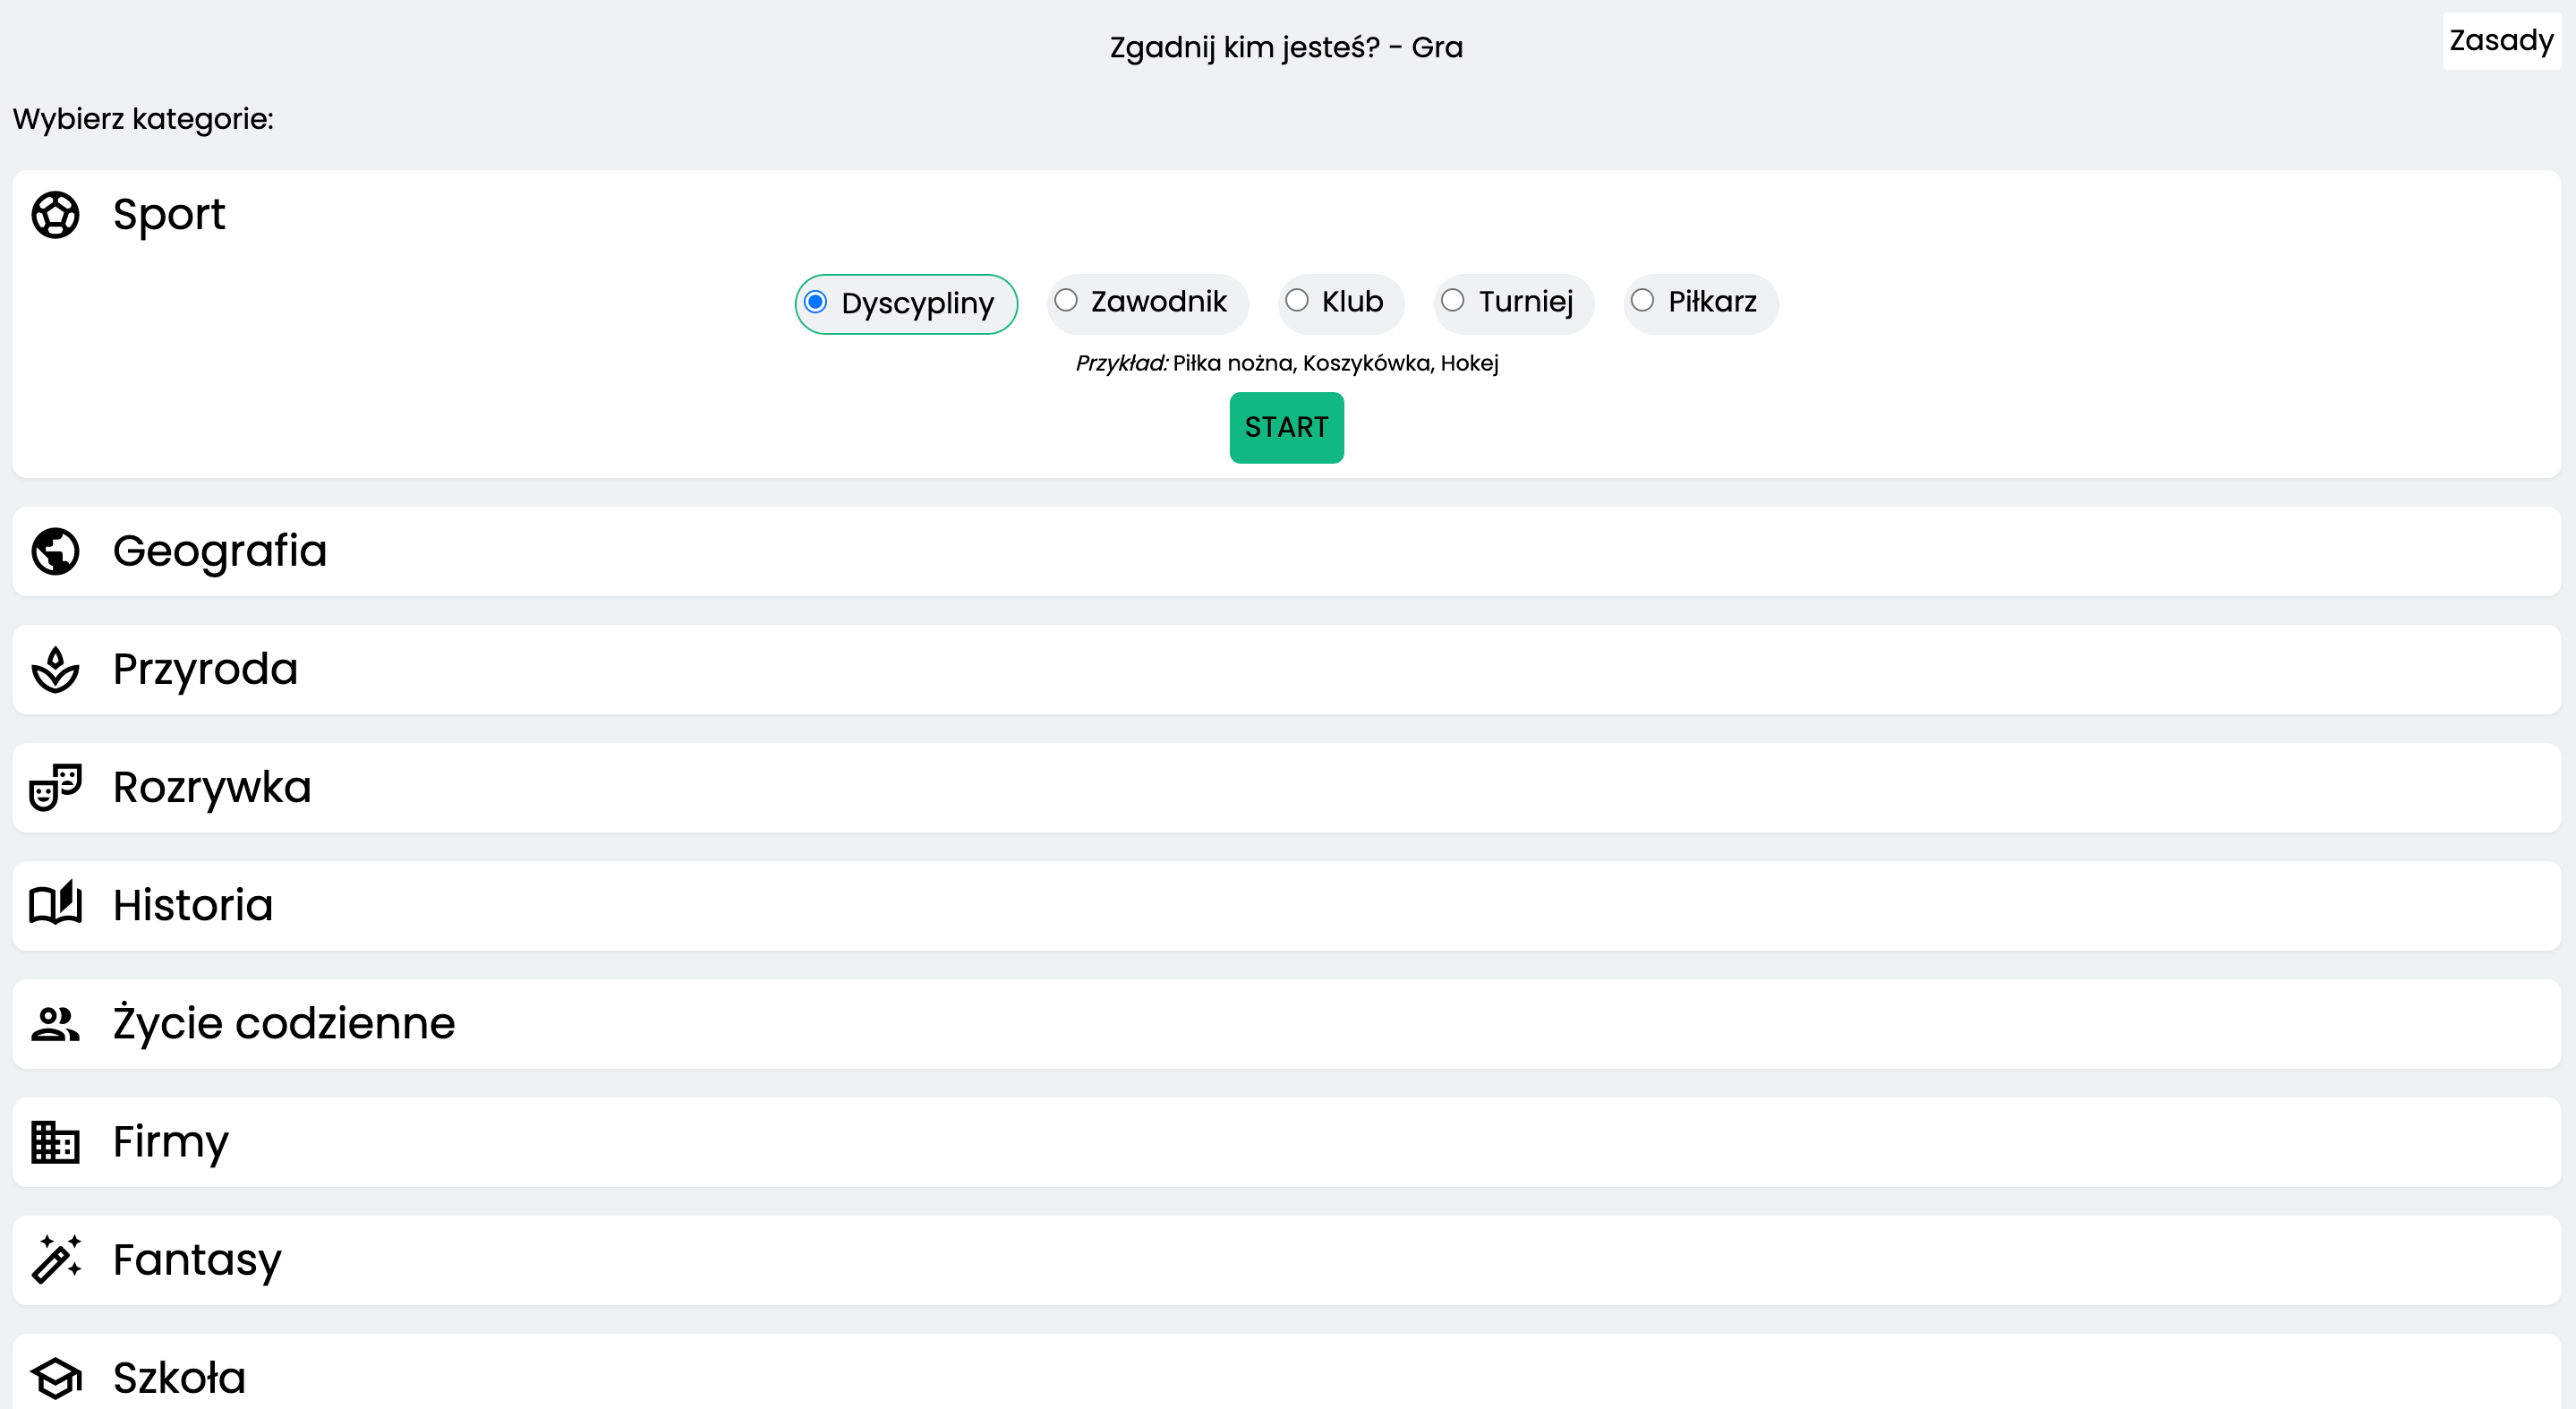 Zgadnij kim jesteś? - Gra
Zasady
Wybierz kategorie:
Sport
Dyscypliny Zawodnik Klub Turniej Piłkarz
Przykład: Piłka nożna, Koszykówka, Hokej
START
Geografia
Przyroda
Rozrywka
Historia
Życie codzienne
Firmy
Fantasy
Szkoła